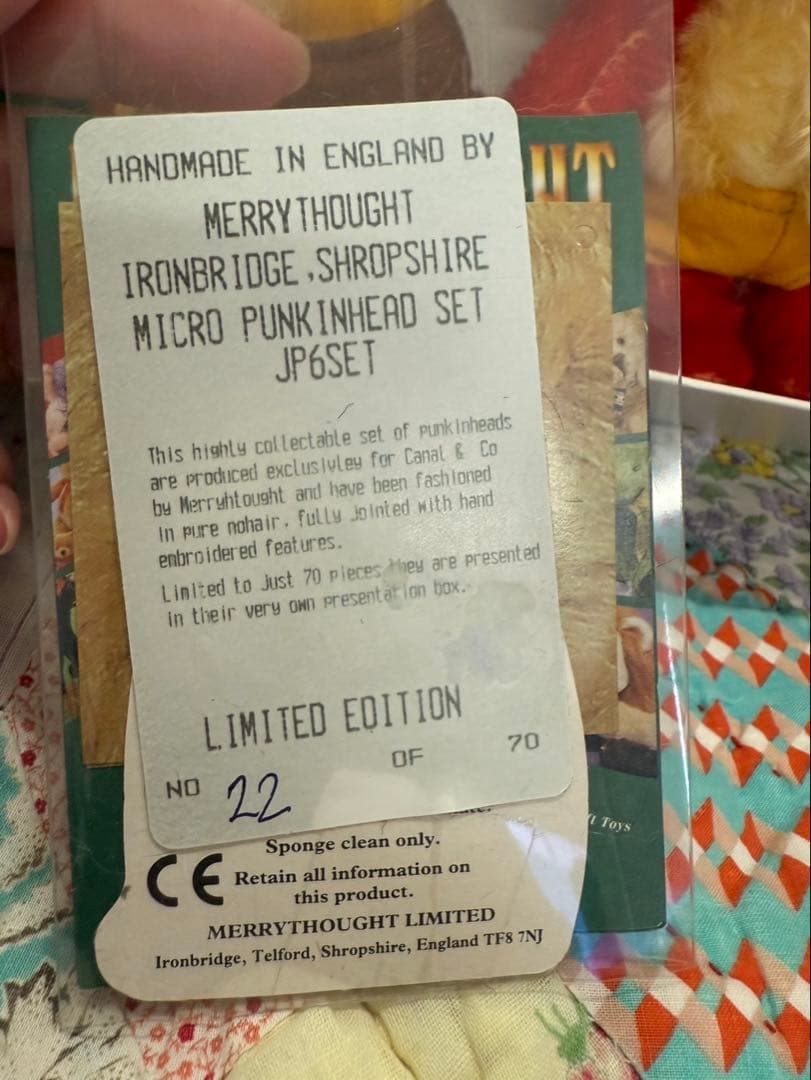 HT
HANDMADE IN ENGLAND BY
MERRYTHOUGHT
IRONBRIDGE,SHROPSHIRE
MICRO PUNKINHEAD SET
JP6SET
This highly collectable set of punkinheads
are produced exclusivley for Canal & Co
by Merryhtought and have been fashioned
in pure nohair. fully jointed with hand
embroidered features.
Limited to just 70 pieces they are presented
in their very own presentation box.
LIMITED EDITION
NO 22 OF 70
Sponge clean only.
CE
Retain all information on
this product.
MERRYTHOUGHT LIMITED
Ironbridge, Telford, Shropshire, England TF8 7NJ
Toys